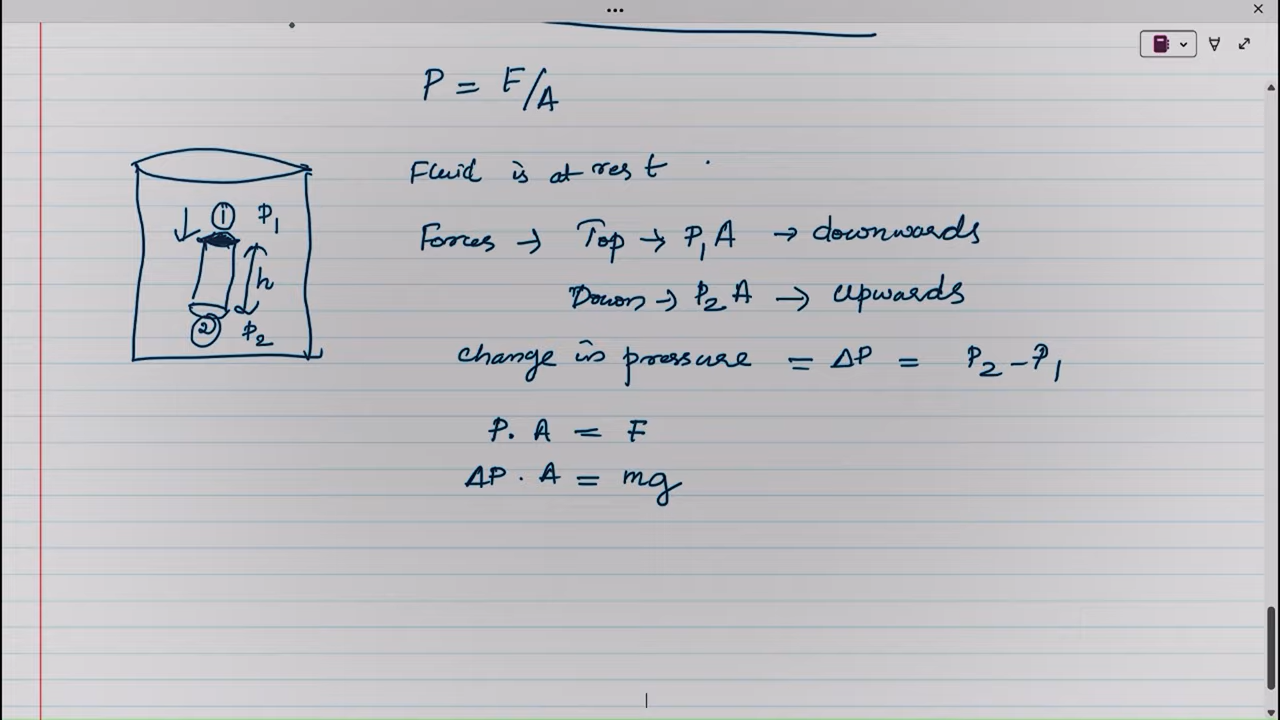 P = F/A
Fluid is at rest.
① P₁
h
② P₂
Forces → Top → P₁A → downwards
Down → P₂A → upwards
change in pressure = ΔP = P₂-P₁
P. A = F
ΔP. A = mg